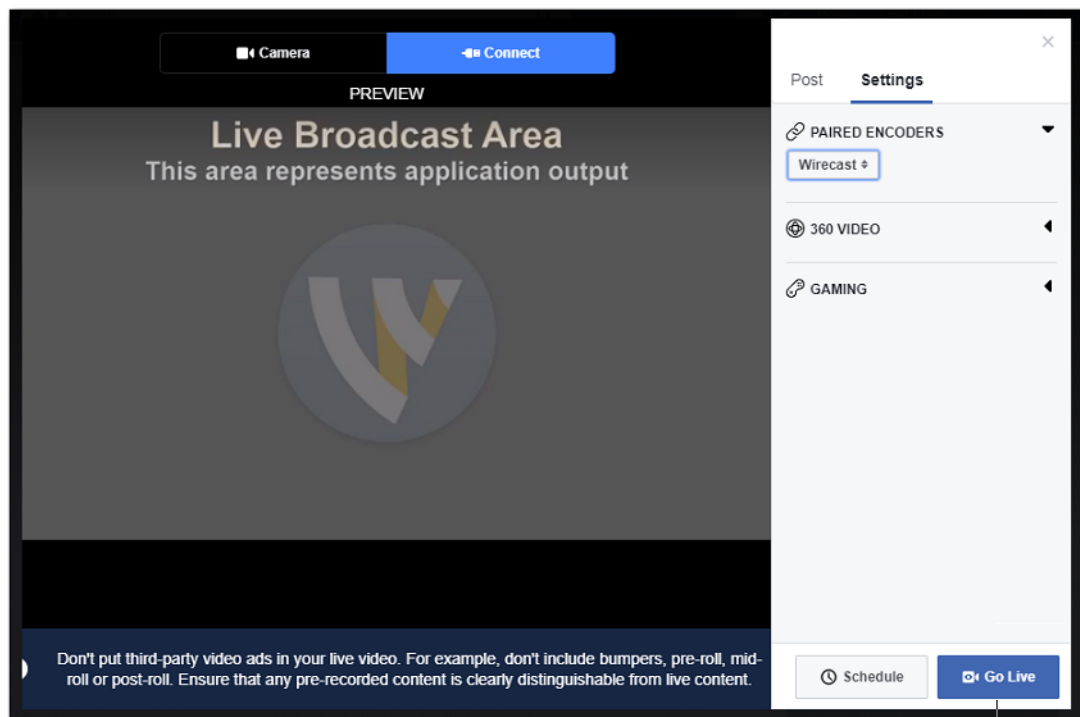 Camera
Connect
PREVIEW
Live Broadcast Area
This area represents application output
Don't put third-party video ads in your live video. For example, don't include bumpers, pre-roll, mid-
roll or post-roll. Ensure that any pre-recorded content is clearly distinguishable from live content.
Post
Settings
PAIRED ENCODERS
Wirecast
360 VIDEO
GAMING
Schedule
Go Live